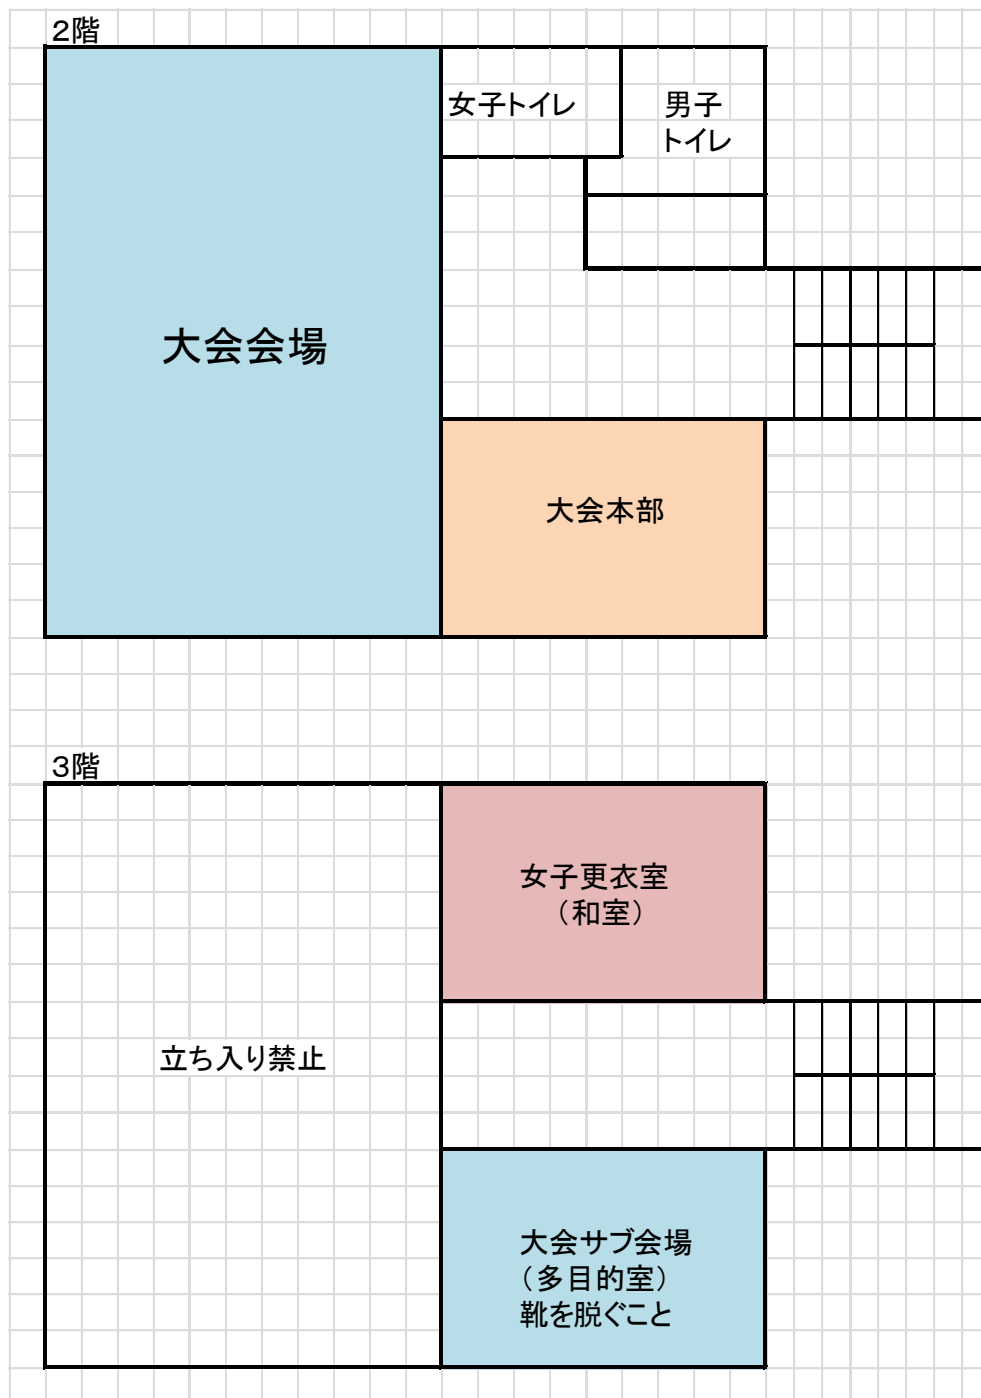 ２階
女子トイレ
男子
トイレ
大会会場
大会本部
３階
女子更衣室
（和室）
立ち入り禁止
大会サブ会場
（多目的室）
靴を脱ぐこと